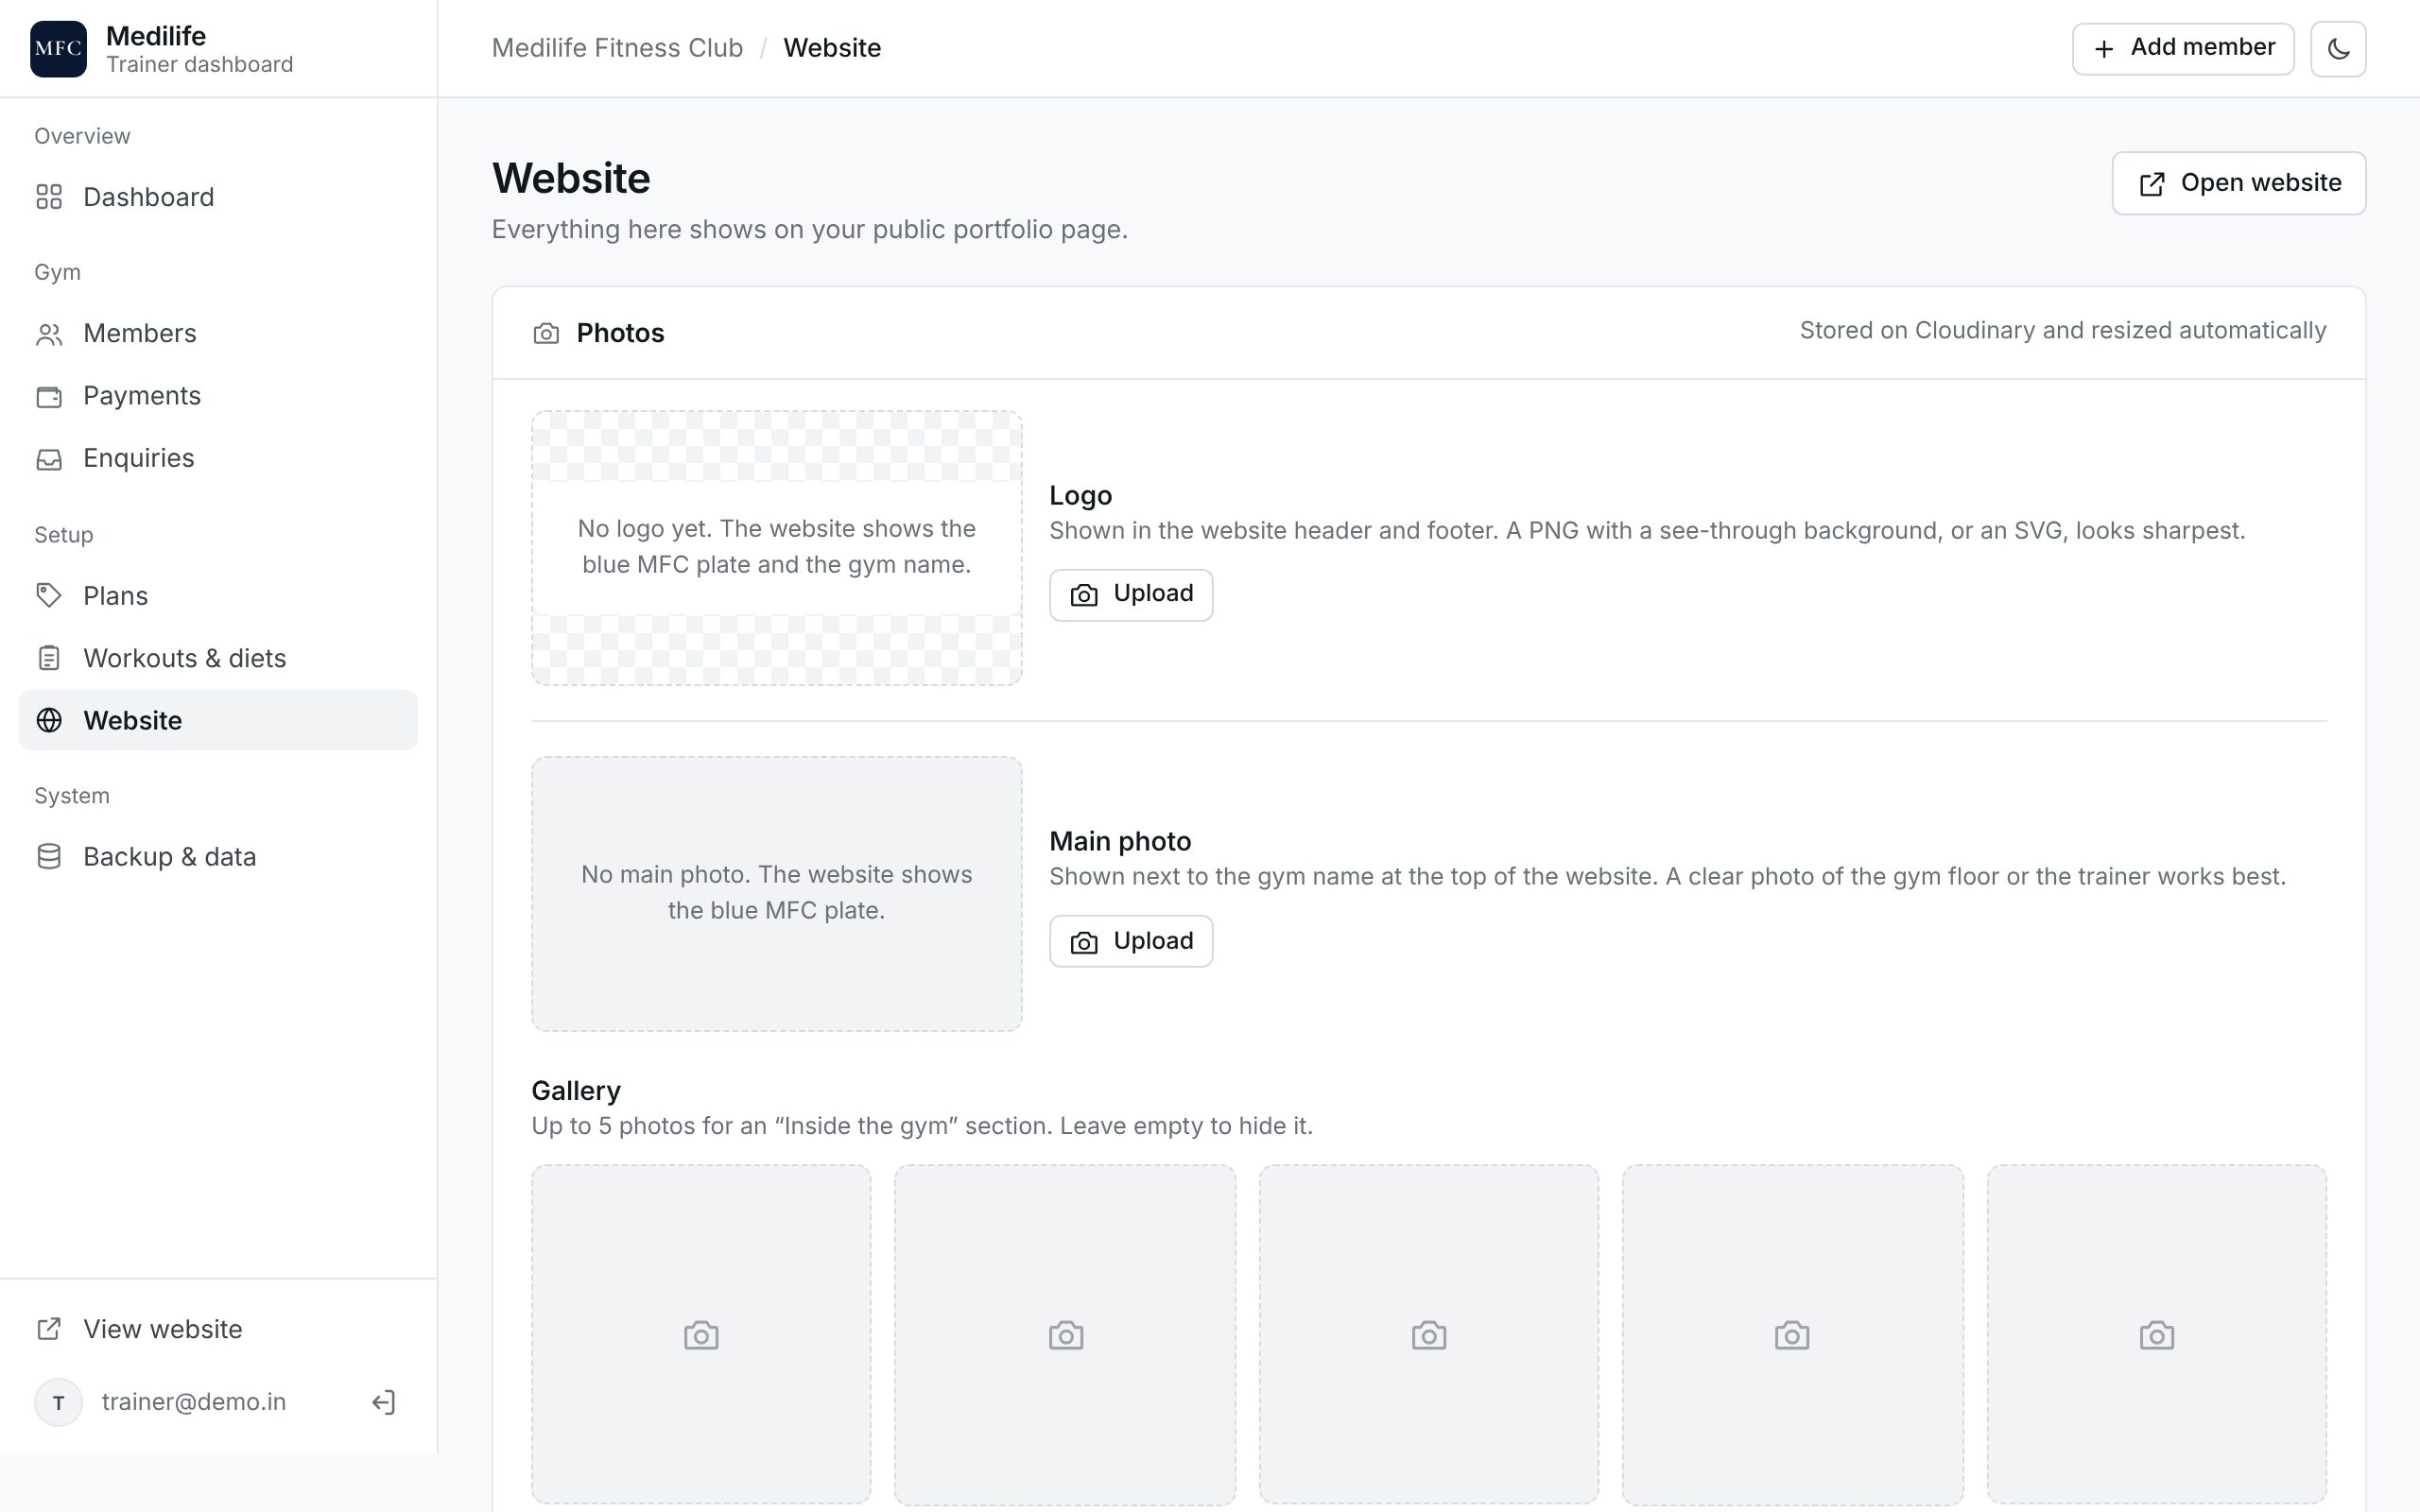 MFC
Medilife
Trainer dashboard
Medilife Fitness Club / Website
Add member
Overview
Dashboard
Gym
Members
Payments
Enquiries
Setup
Plans
Workouts & diets
Website
System
Backup & data
View website
T
trainer@demo.in
Website
Everything here shows on your public portfolio page.
Open website
Photos
Stored on Cloudinary and resized automatically
No logo yet. The website shows the
blue MFC plate and the gym name.
Logo
Shown in the website header and footer. A PNG with a see-through background, or an SVG, looks sharpest.
Upload
No main photo. The website shows
the blue MFC plate.
Main photo
Shown next to the gym name at the top of the website. A clear photo of the gym floor or the trainer works best.
Upload
Gallery
Up to 5 photos for an “Inside the gym” section. Leave empty to hide it.